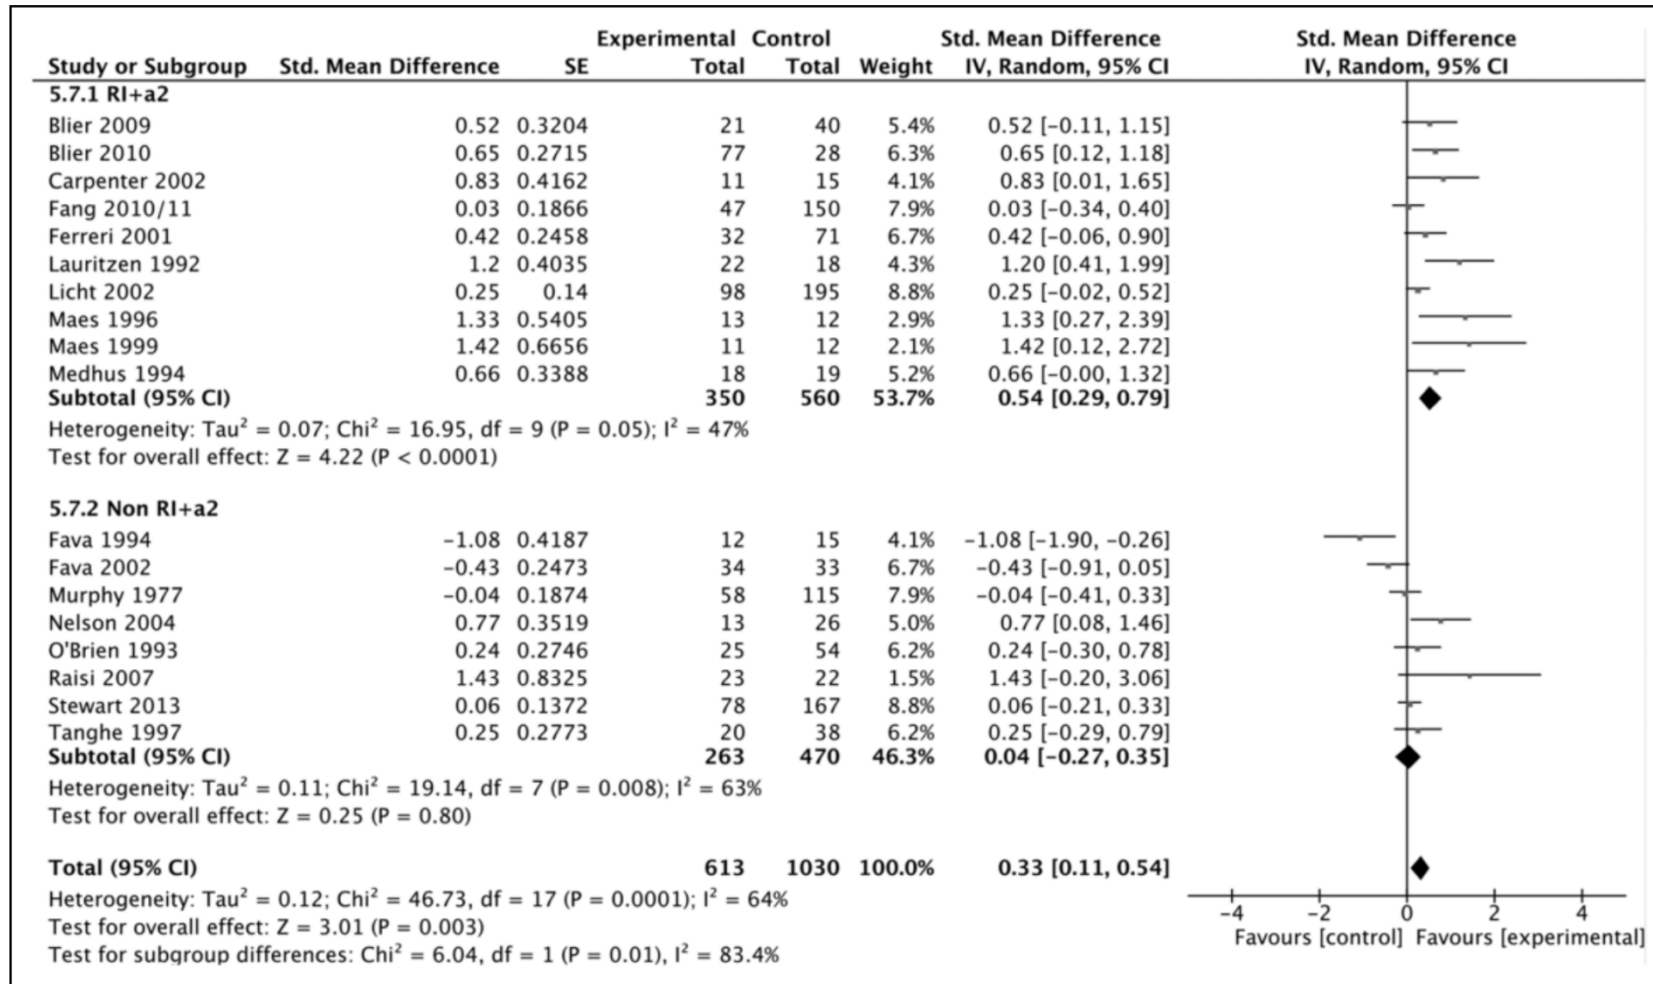 Experimental Control Std. Mean Difference Std. Mean Difference
Study or Subgroup Std. Mean Difference SE Total Total Weight IV, Random, 95% CI IV, Random, 95% CI
5.7.1 RI+a2
Blier 2009 0.52 0.3204 21 40 5.4% 0.52 [−0.11, 1.15]
Blier 2010 0.65 0.2715 77 28 6.3% 0.65 [0.12, 1.18]
Carpenter 2002 0.83 0.4162 11 15 4.1% 0.83 [0.01, 1.65]
Fang 2010/11 0.03 0.1866 47 150 7.9% 0.03 [−0.34, 0.40]
Ferreri 2001 0.42 0.2458 32 71 6.7% 0.42 [−0.06, 0.90]
Lauritzen 1992 1.2 0.4035 22 18 4.3% 1.20 [0.41, 1.99]
Licht 2002 0.25 0.14 98 195 8.8% 0.25 [−0.02, 0.52]
Maes 1996 1.33 0.5405 13 12 2.9% 1.33 [0.27, 2.39]
Maes 1999 1.42 0.6656 11 12 2.1% 1.42 [0.12, 2.72]
Medhus 1994 0.66 0.3388 18 19 5.2% 0.66 [−0.00, 1.32]
Subtotal (95% CI) 350 560 53.7% 0.54 [0.29, 0.79]
Heterogeneity: Tau² = 0.07; Chi² = 16.95, df = 9 (P = 0.05); I² = 47%
Test for overall effect: Z = 4.22 (P < 0.0001)
5.7.2 Non RI+a2
Fava 1994 −1.08 0.4187 12 15 4.1% −1.08 [−1.90, −0.26]
Fava 2002 −0.43 0.2473 34 33 6.7% −0.43 [−0.91, 0.05]
Murphy 1977 −0.04 0.1874 58 115 7.9% −0.04 [−0.41, 0.33]
Nelson 2004 0.77 0.3519 13 26 5.0% 0.77 [0.08, 1.46]
O'Brien 1993 0.24 0.2746 25 54 6.2% 0.24 [−0.30, 0.78]
Raisi 2007 1.43 0.8325 23 22 1.5% 1.43 [−0.20, 3.06]
Stewart 2013 0.06 0.1372 78 167 8.8% 0.06 [−0.21, 0.33]
Tanghe 1997 0.25 0.2773 20 38 6.2% 0.25 [−0.29, 0.79]
Subtotal (95% CI) 263 470 46.3% 0.04 [−0.27, 0.35]
Heterogeneity: Tau² = 0.11; Chi² = 19.14, df = 7 (P = 0.008); I² = 63%
Test for overall effect: Z = 0.25 (P = 0.80)
Total (95% CI) 613 1030 100.0% 0.33 [0.11, 0.54]
Heterogeneity: Tau² = 0.12; Chi² = 46.73, df = 17 (P = 0.0001); I² = 64%
Test for overall effect: Z = 3.01 (P = 0.003)
Test for subgroup differences: Chi² = 6.04, df = 1 (P = 0.01), I² = 83.4%
−4 −2 0 2 4
Favours [control] Favours [experimental]